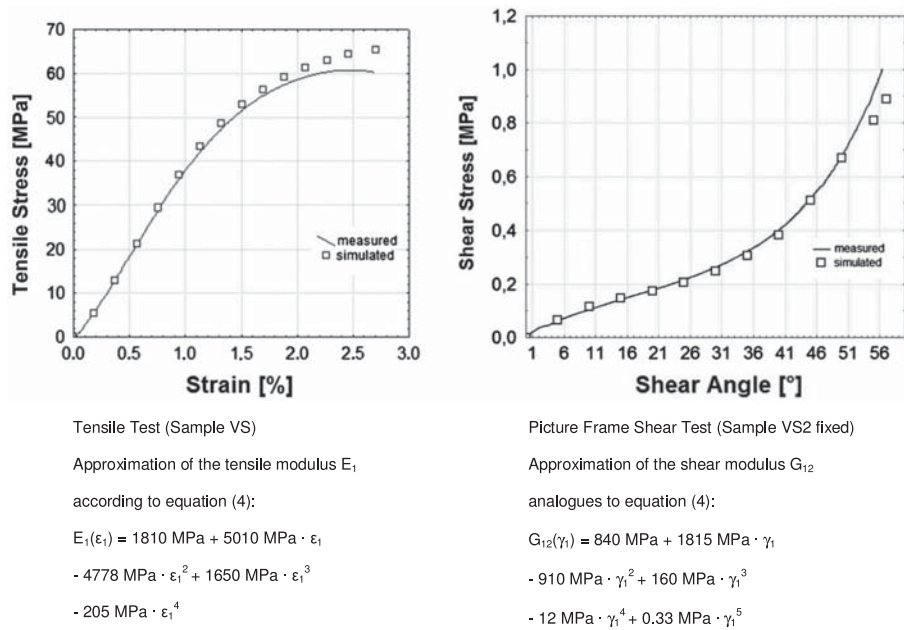 70
60
50
40
30
20
10
0
Tensile Stress [MPa]
measured
simulated
0.0 0.5 1.0 1.5 2.0 2.5 3.0
Strain [%]
1,2
1,0
0,8
0,6
0,4
0,2
0,0
Shear Stress [MPa]
measured
simulated
1 6 11 16 21 26 31 36 41 46 51 56
Shear Angle [°]
Tensile Test (Sample VS)
Approximation of the tensile modulus E₁
according to equation (4):
E₁(ε₁) = 1810 MPa + 5010 MPa · ε₁
- 4778 MPa · ε₁² + 1650 MPa · ε₁³
- 205 MPa · ε₁⁴
Picture Frame Shear Test (Sample VS2 fixed)
Approximation of the shear modulus G₁₂
analogues to equation (4):
G₁₂(γ₁) = 840 MPa + 1815 MPa · γ₁
- 910 MPa · γ₁² + 160 MPa · γ₁³
- 12 MPa · γ₁⁴ + 0.33 MPa · γ₁⁵